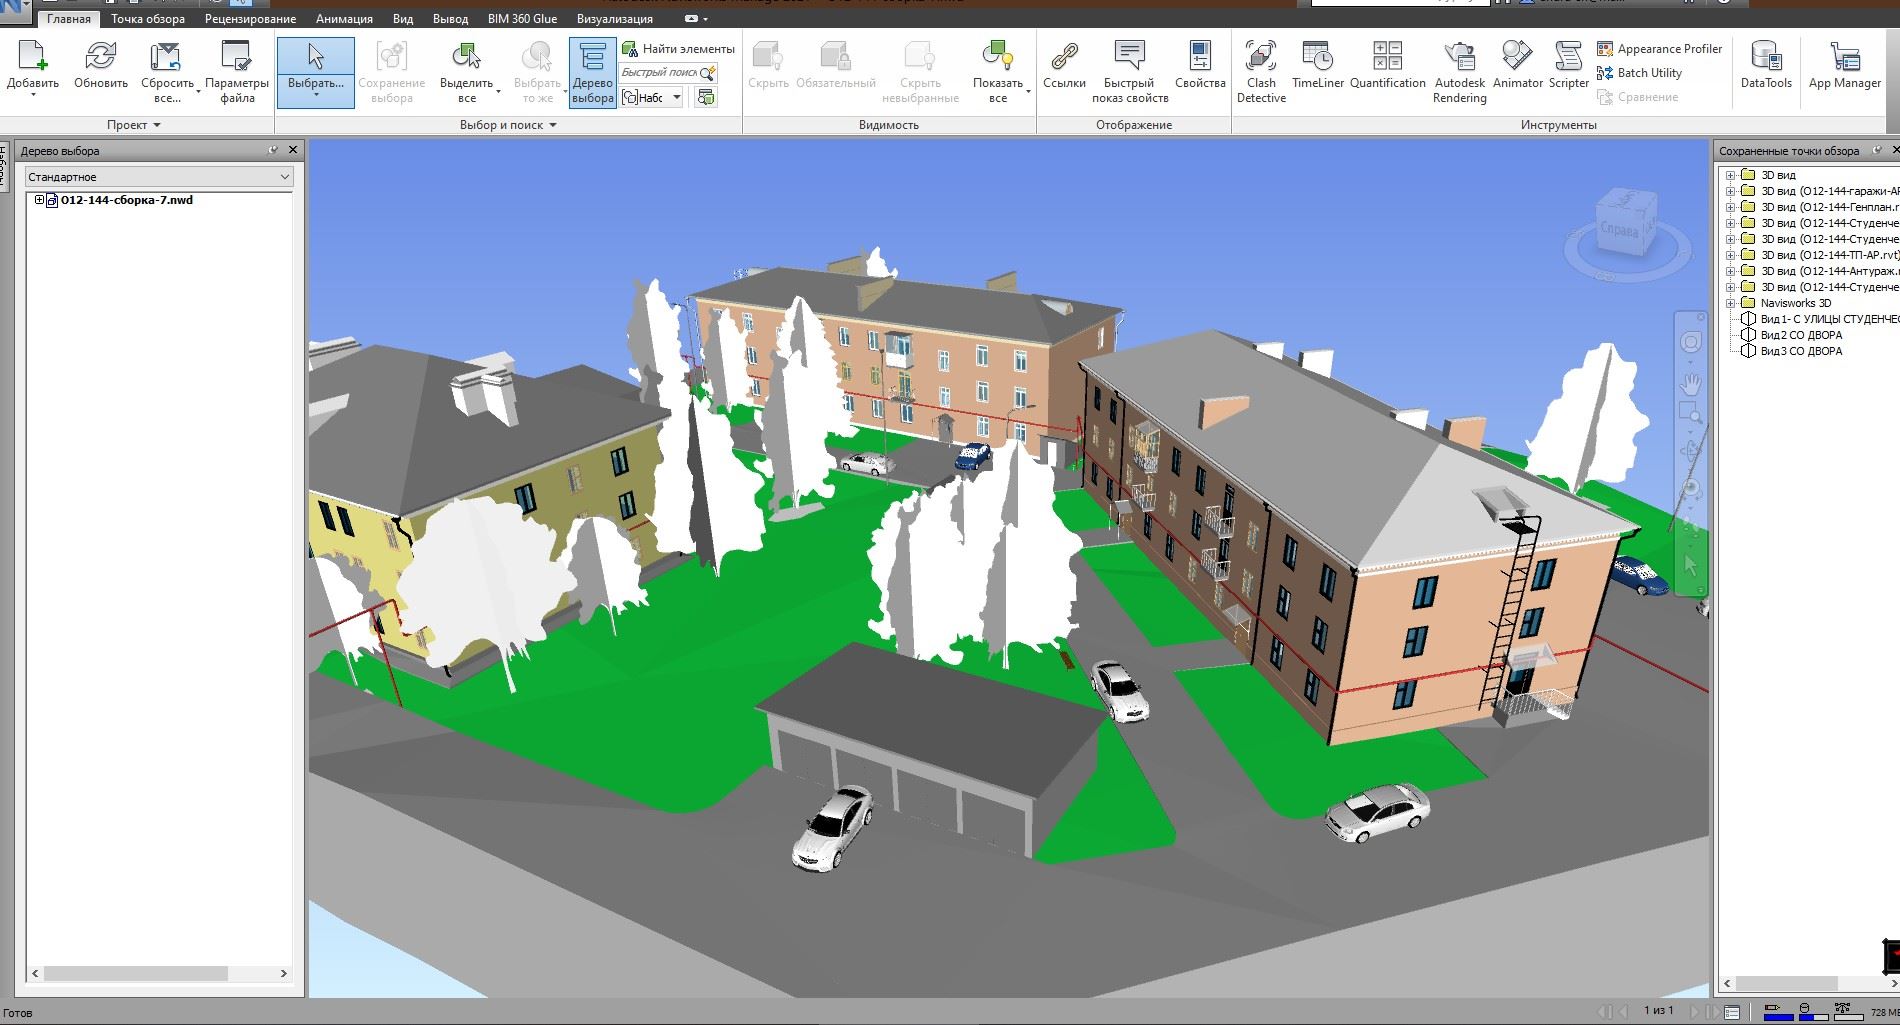 Главная Точка обзора Рецензирование Анимация Вид Вывод BIM 360 Glue Визуализация
Добавить
Обновить
Сбросить
все...
Параметры
файла
Проект
Выбрать...
Сохранение
выбора
Выделить
все
Выбрать
то же
Дерево
выбора
Найти элементы
Быстрый поиск
Выбор и поиск
Скрыть
Обязательный
Скрыть
невыбранные
Показать
все
Видимость
Ссылки
Быстрый
показ свойств
Свойства
Отображение
Clash
Detective
TimeLiner
Quantification
Autodesk
Rendering
Animator
Scripter
Appearance Profiler
Batch Utility
Сравнение
DataTools
App Manager
Инструменты
Дерево выбора
Стандартное
О12-144-сборка-7.nwd
Справа
Сохраненные точки обзора
3D вид
3D вид (О12-144-гаражи-АР
3D вид (О12-144-Генплан.r
3D вид (О12-144-Студенче
3D вид (О12-144-Студенче
3D вид (О12-144-ТП-АР.rvt)
3D вид (О12-144-Антураж.r
3D вид (О12-144-Студенче
Navisworks 3D
Вид 1- С УЛИЦЫ СТУДЕНЧЕС
Вид2 СО ДВОРА
Вид3 СО ДВОРА
Готов
1 из 1
728